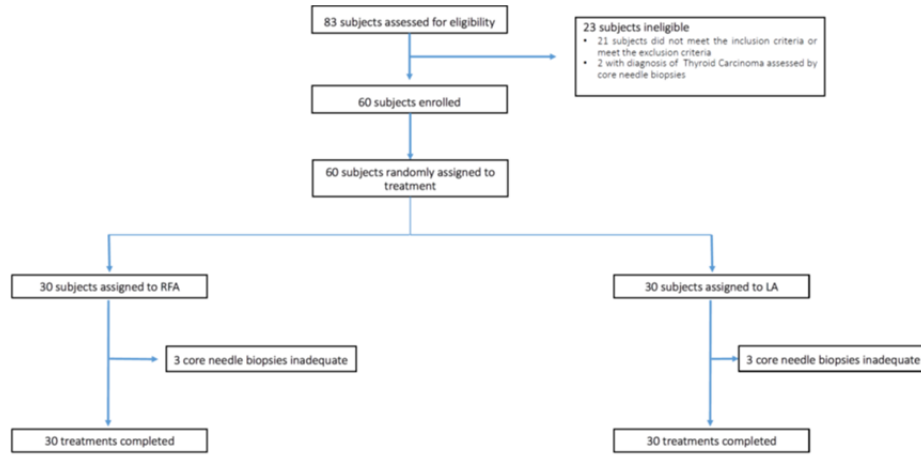 83 subjects assessed for eligibility
23 subjects ineligible
• 21 subjects did not meet the inclusion criteria or
meet the exclusion criteria
• 2 with diagnosis of Thyroid Carcinoma assessed by
core needle biopsies
60 subjects enrolled
60 subjects randomly assigned to
treatment
30 subjects assigned to RFA
30 subjects assigned to LA
3 core needle biopsies inadequate
3 core needle biopsies inadequate
30 treatments completed
30 treatments completed